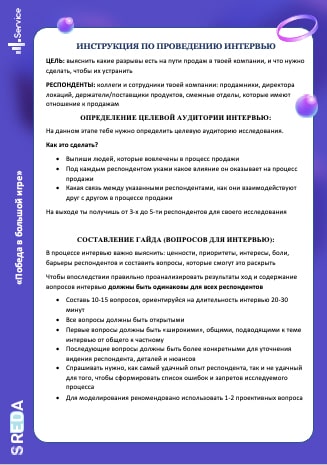 Service
«Победа в большой игре»
SREDA
ИНСТРУКЦИЯ ПО ПРОВЕДЕНИЮ ИНТЕРВЬЮ
ЦЕЛЬ: выяснить какие разрывы есть на пути продаж в твоей компании, и что нужно
сделать, чтобы их устранить
РЕСПОНДЕНТЫ: коллеги и сотрудники твоей компании: продажники, директора
локаций, держатели/поставщики продуктов, смежные отделы, которые имеют
отношение к продажам
ОПРЕДЕЛЕНИЕ ЦЕЛЕВОЙ АУДИТОРИИ ИНТЕРВЬЮ:
На данном этапе тебе нужно определить целевую аудиторию исследования.
Как это сделать?
• Выпиши людей, которые вовлечены в процесс продажи
• Под каждым респондентом укажи какое влияние он оказывает на процесс
продажи
• Какая связь между указанными респондентами, как они взаимодействуют
друг с другом в процессе продажи
На выходе ты получишь от 3-х до 5-ти респондентов для своего исследования
СОСТАВЛЕНИЕ ГАЙДА (ВОПРОСОВ ДЛЯ ИНТЕРВЬЮ):
В процессе интервью важно выяснить: ценности, приоритеты, интересы, боли,
барьеры респондентов и составить вопросы, которые смогут это раскрыть
Чтобы впоследствии правильно проанализировать результаты ход и содержание
вопросов интервью должны быть одинаковы для всех респондентов
• Составь 10-15 вопросов, ориентируйся на длительность интервью 20-30
минут
• Все вопросы должны быть открытыми
• Первые вопросы должны быть «широкими», общими, подводящими к теме
интервью от общего к частному
• Последующие вопросы должны быть более конкретными для уточнения
видения респондента, деталей и нюансов
• Спрашивать нужно, как самый удачный опыт респондента, так и не удачный
для того, чтобы сформировать список ошибок и запретов исследуемого
процесса
• Для моделирования рекомендовано использовать 1-2 проективных вопроса